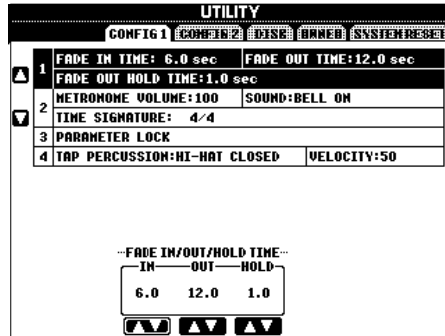 UTILITY
CONFIG 1 CONFIG 2 DISK OWNER SYSTEM RESET
1 FADE IN TIME: 6.0 sec FADE OUT TIME:12.0 sec
FADE OUT HOLD TIME:1.0 sec
2 METRONOME VOLUME:100 SOUND:BELL ON
TIME SIGNATURE: 4/4
3 PARAMETER LOCK
4 TAP PERCUSSION:HI-HAT CLOSED VELOCITY:50
FADE IN/OUT/HOLD TIME
IN OUT HOLD
6.0 12.0 1.0